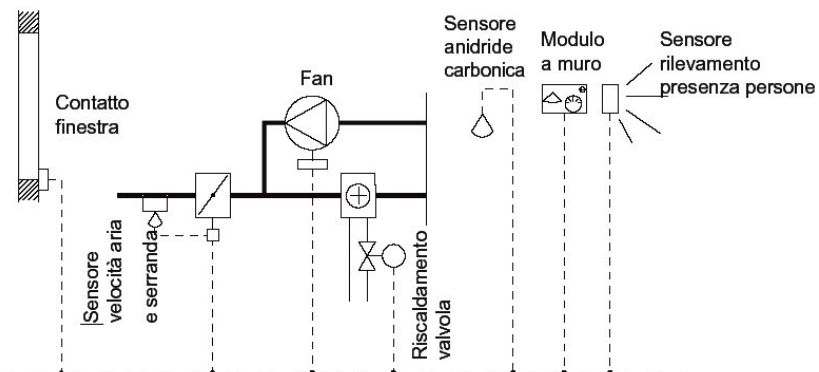 Contatto
finestra
Fan
Sensore
anidride
carbonica
Modulo
a muro
Sensore
rilevamento
presenza persone
Sensore
velocità aria
e serranda
Riscaldamento
valvola